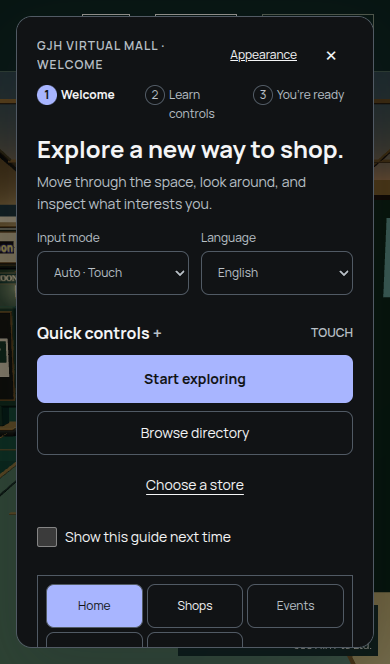 GJH VIRTUAL MALL ·
WELCOME
Appearance
✕
1 Welcome
2 Learn
controls
3 You're ready
Explore a new way to shop.
Move through the space, look around, and
inspect what interests you.
Input mode
Language
Auto · Touch
English
Quick controls +
TOUCH
Start exploring
Browse directory
Choose a store
Show this guide next time
Home
Shops
Events